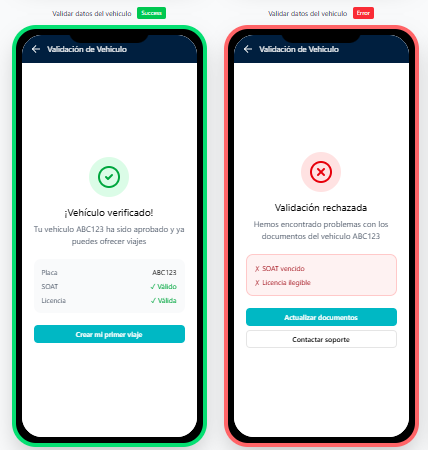 Validar datos del vehículo Success
Validación de Vehículo
¡Vehículo verificado!
Tu vehículo ABC123 ha sido aprobado y ya
puedes ofrecer viajes
Placa ABC123
SOAT ✓ Válido
Licencia ✓ Válida
Crear mi primer viaje
Validar datos del vehículo Error
Validación de Vehículo
Validación rechazada
Hemos encontrado problemas con los
documentos del vehículo ABC123
✗ SOAT vencido
✗ Licencia ilegible
Actualizar documentos
Contactar soporte